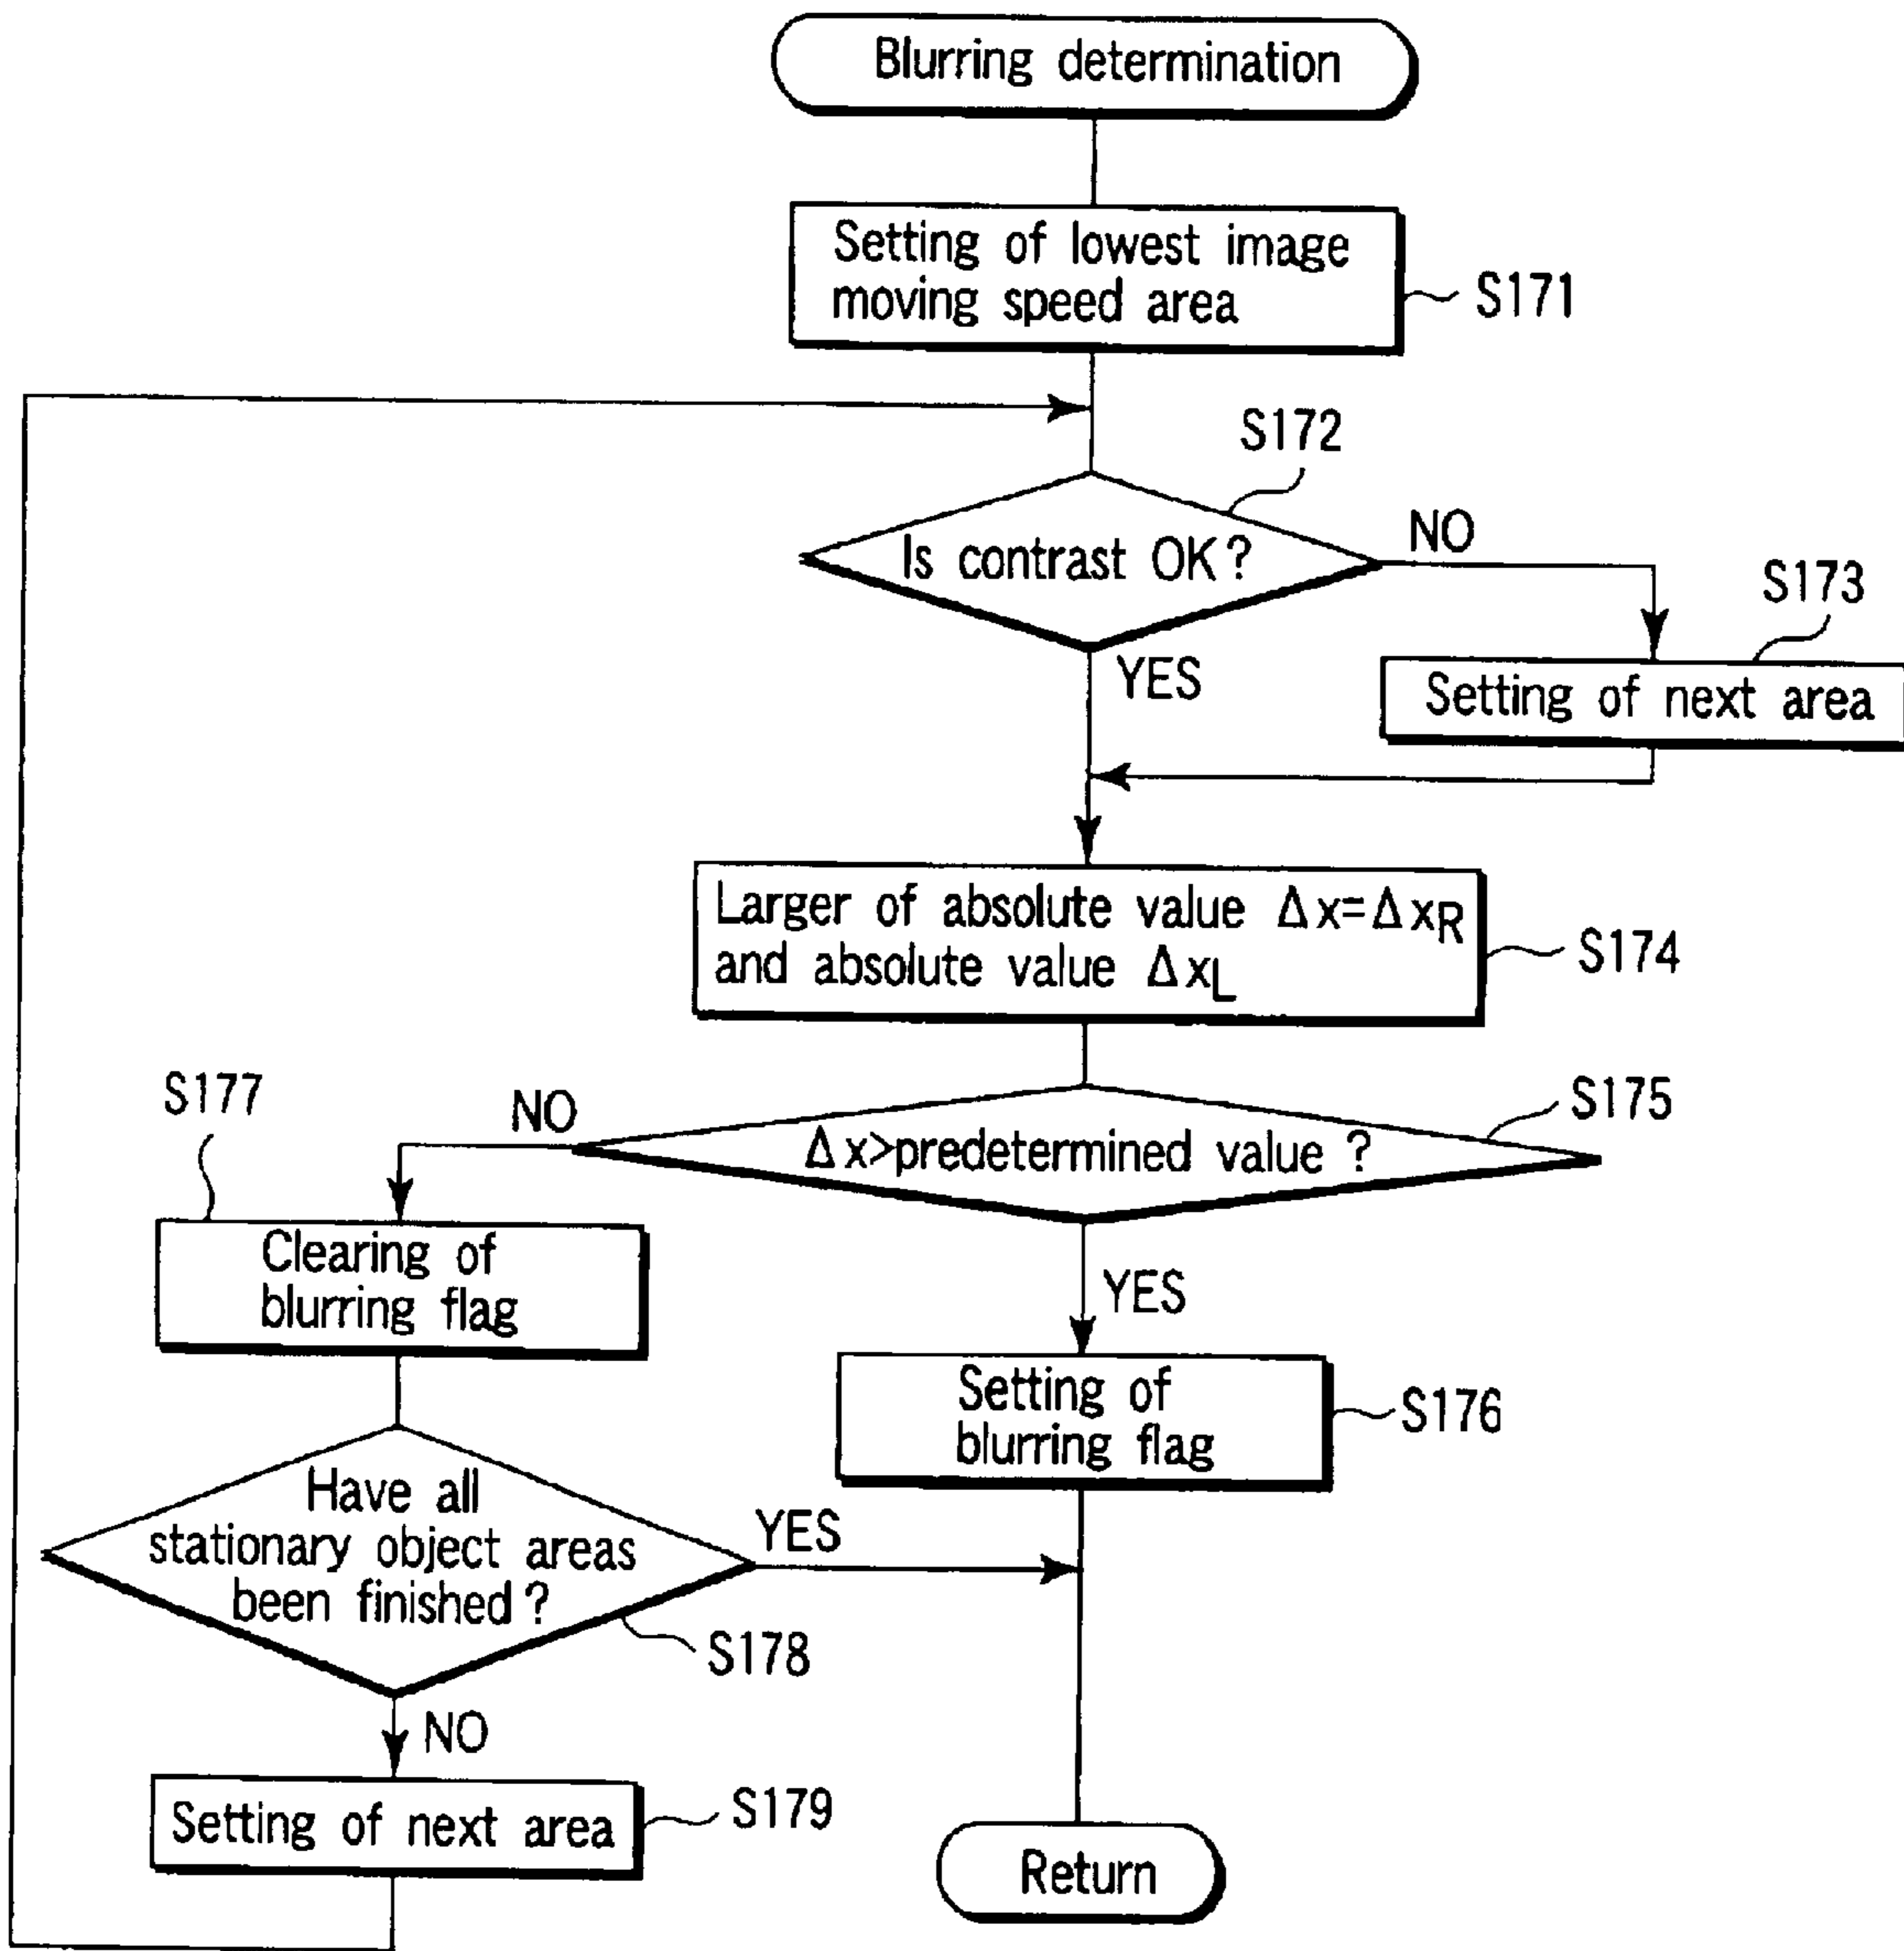 Blurring determination
Setting of lowest image
moving speed area
S171
S172
Is contrast OK?
NO
S173
YES
Setting of next area
Larger of absolute value Δx=ΔxR
and absolute value ΔxL
S174
S175
Δx>predetermined value ?
NO
S177
Clearing of
blurring flag
YES
Setting of
blurring flag
S176
Have all
stationary object areas
been finished ?
YES
S178
NO
Setting of next area
S179
Return